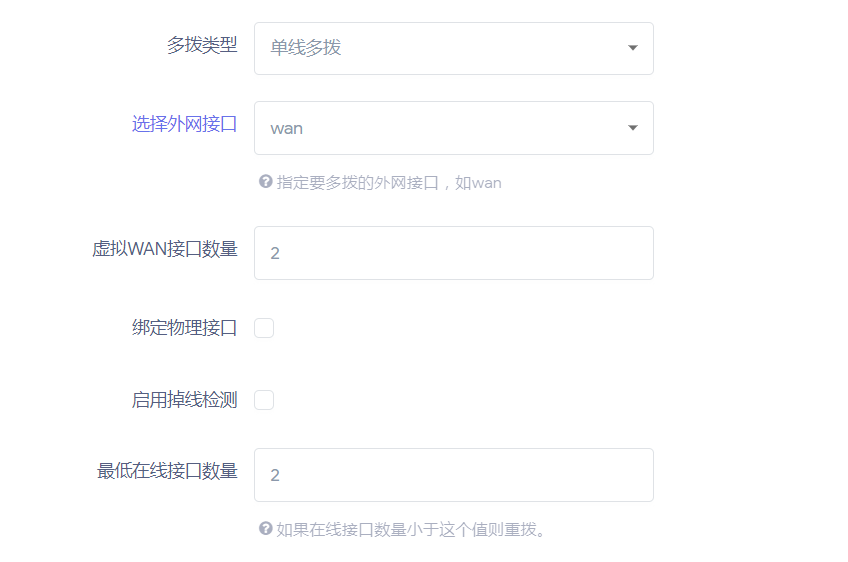 多拨类型
单线多拨
选择外网接口
wan
指定要多拨的外网接口，如wan
虚拟WAN接口数量
2
绑定物理接口
启用掉线检测
最低在线接口数量
2
如果在线接口数量小于这个值则重拨。